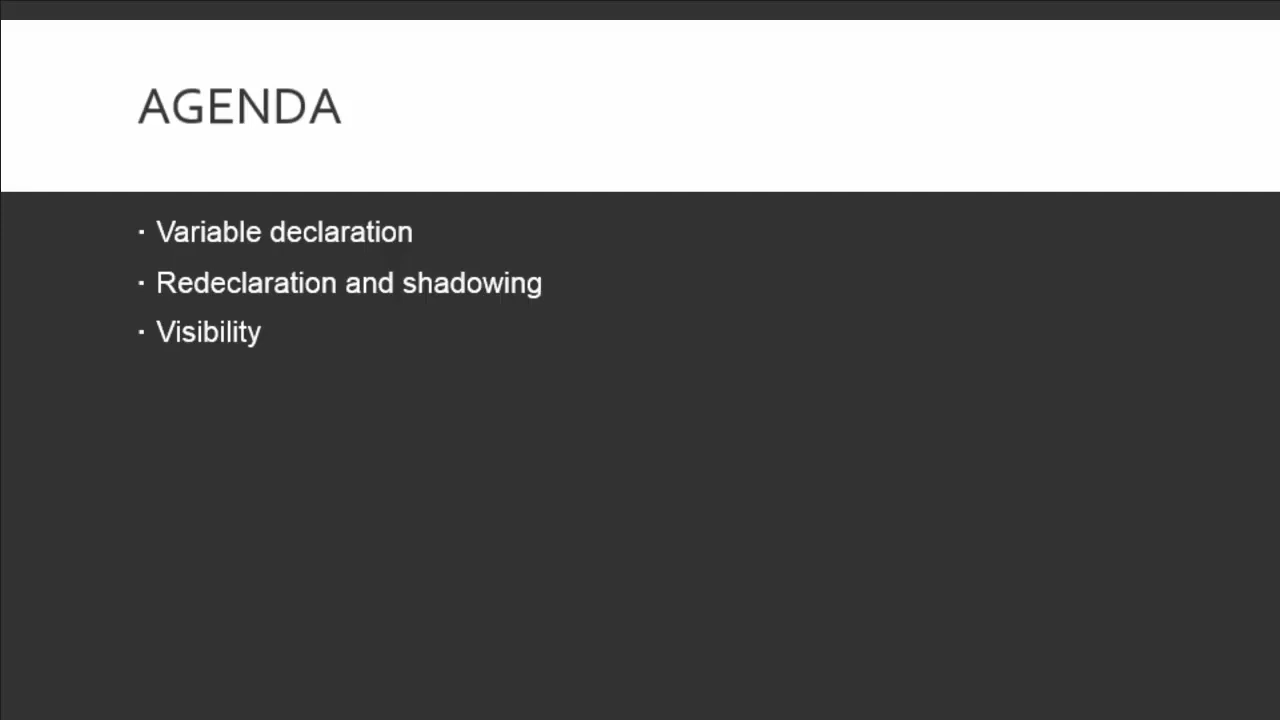 AGENDA
▪ Variable declaration
▪ Redeclaration and shadowing
▪ Visibility